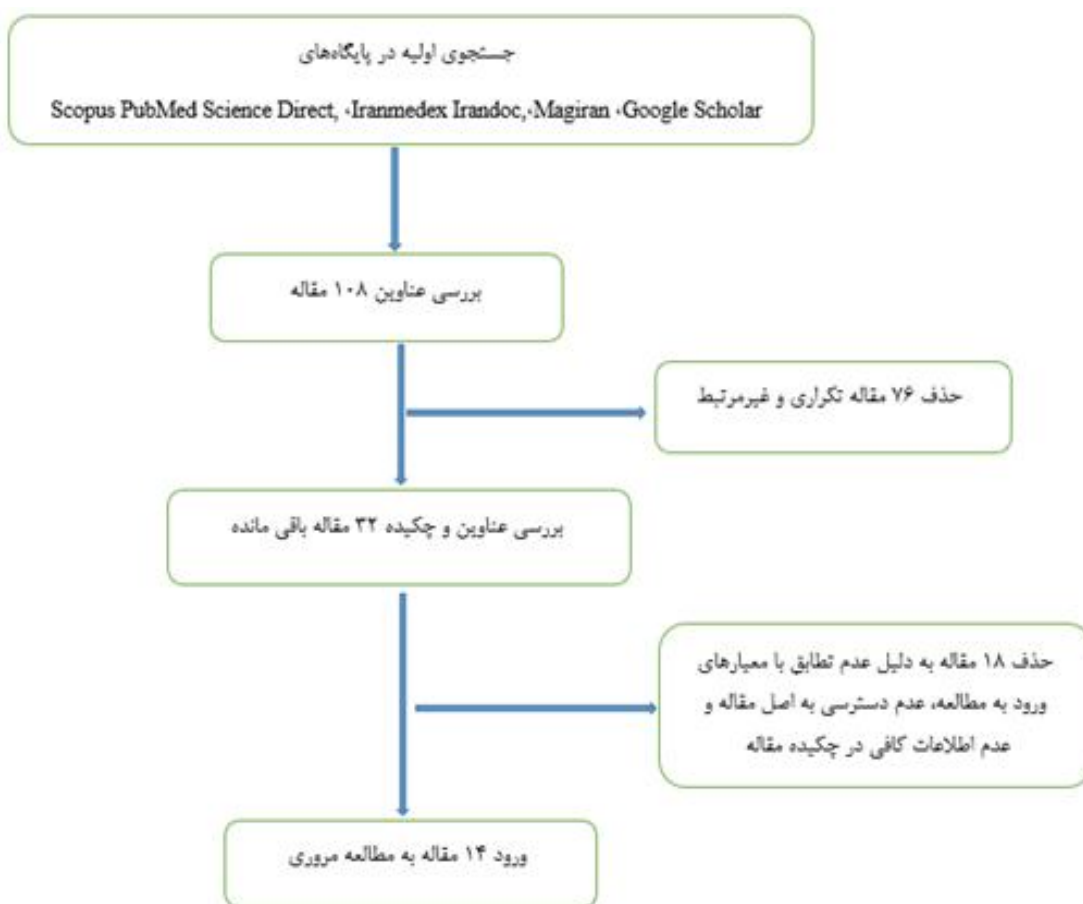 جستجوی اولیه در پایگاه‌های
Scopus PubMed Science Direct, ،Iranmedex Irandoc,،Magiran ،Google Scholar
بررسی عناوین ۱۰۸ مقاله
حذف ۷۶ مقاله تکراری و غیرمرتبط
بررسی عناوین و چکیده ۳۲ مقاله باقی مانده
حذف ۱۸ مقاله به دلیل عدم تطابق با معیارهای
ورود به مطالعه، عدم دسترسی به اصل مقاله و
عدم اطلاعات کافی در چکیده مقاله
ورود ۱۴ مقاله به مطالعه مروری